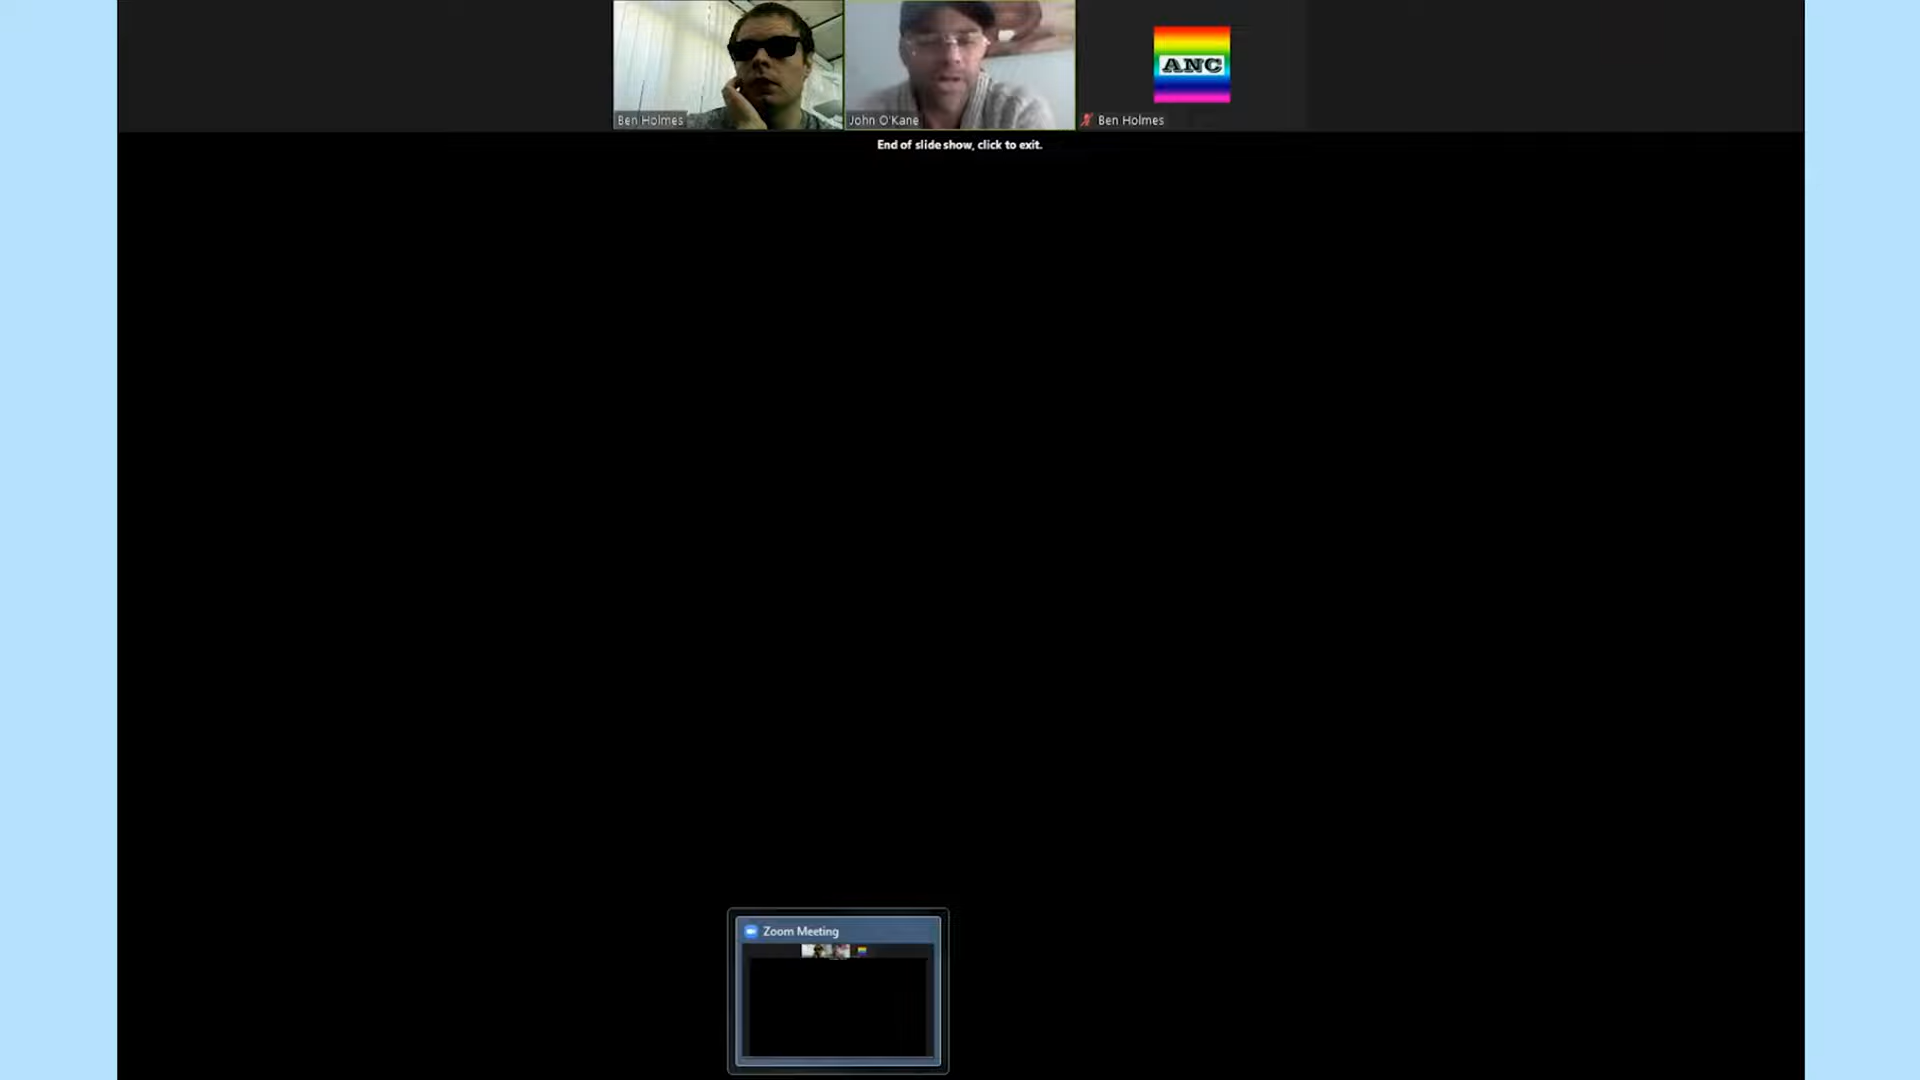 Ben Holmes
John O'Kane
ANC
Ben Holmes
End of slide show, click to exit.
Zoom Meeting